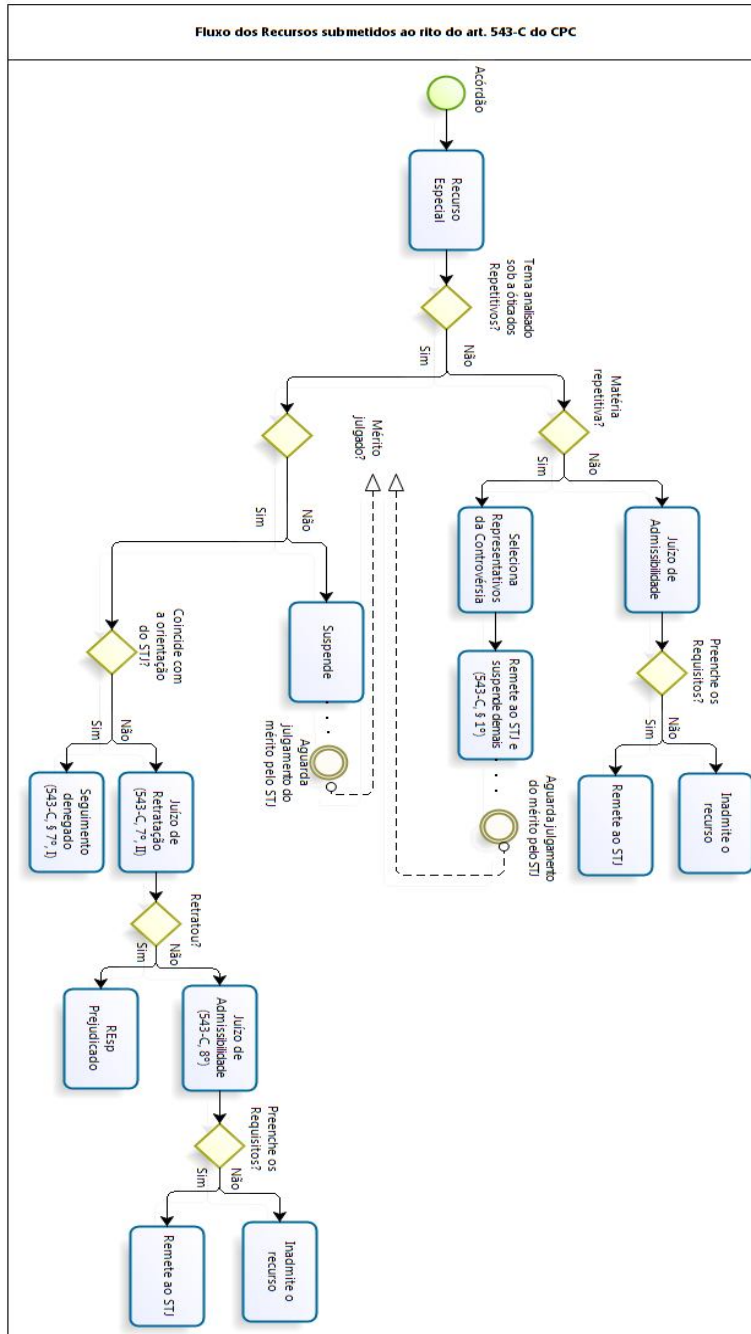 Fluxo dos Recursos submetidos ao rito do art. 543-C do CPC
Acórdão
Recurso
Especial
Tema analisado
sob a ótica dos
Repetitivos?
Não
Sim
Matéria
repetitiva?
Não
Sim
Juízo de
Admissibilidade
Preenche os
Requisitos?
Não
Sim
Inadmite o
recurso
Remete ao STJ
Seleciona
Representativos
da Controvérsia
Remete ao STJ e
suspende demais
(543-C, § 1º)
Aguarda julgamento
do mérito pelo STJ
Mérito
julgado?
Não
Sim
Suspende
Aguarda
julgamento do
mérito pelo STJ
Coincide com
a orientação
do STJ?
Não
Sim
Juízo de
Retratação
(543-C, 7º, II)
Seguimento
denegado
(543-C, § 7º, I)
Retratou?
Não
Sim
Juízo de
Admissibilidade
(543-C, 8º)
REsp
Prejudicado
Preenche os
Requisitos?
Não
Sim
Inadmite o
recurso
Remete ao STJ